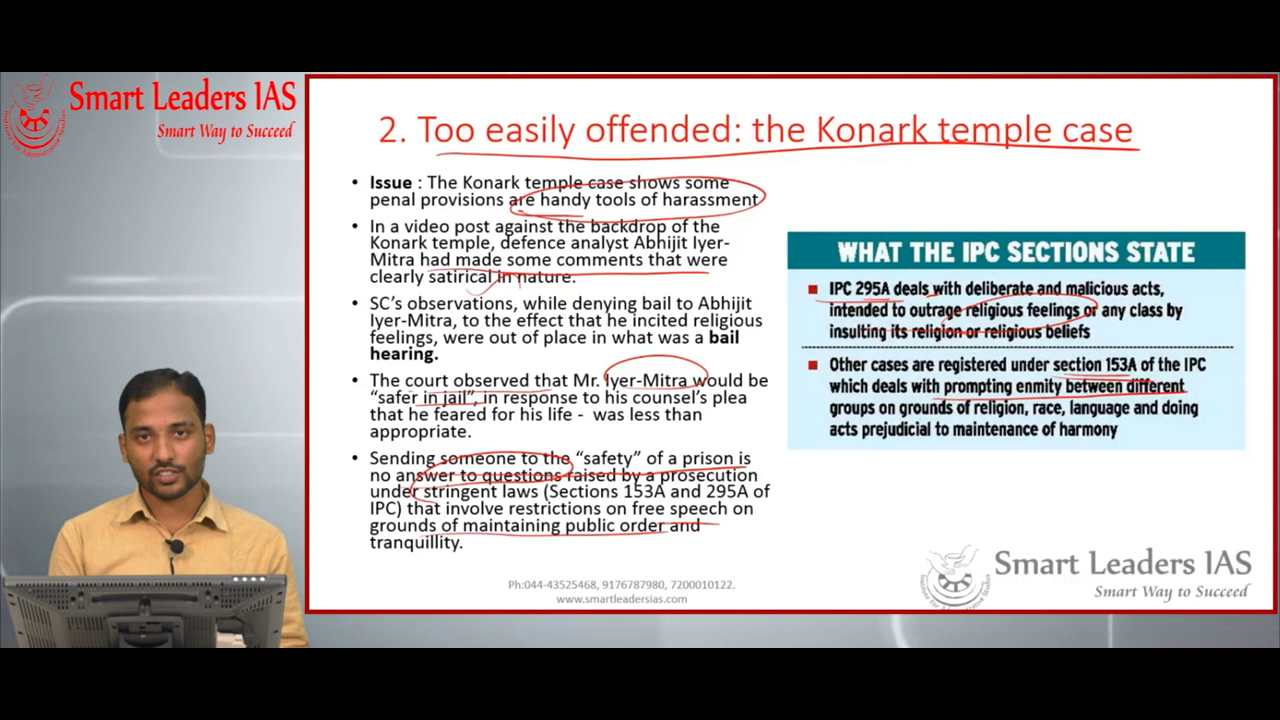 Smart Leaders IAS
Smart Way to Succeed
2. Too easily offended: the Konark temple case
• Issue : The Konark temple case shows some
penal provisions are handy tools of harassment
• In a video post against the backdrop of the
Konark temple, defence analyst Abhijit Iyer-
Mitra had made some comments that were
clearly satirical in nature.
• SC's observations, while denying bail to Abhijit
Iyer-Mitra, to the effect that he incited religious
feelings, were out of place in what was a bail
hearing.
• The court observed that Mr. Iyer-Mitra would be
"safer in jail", in response to his counsel's plea
that he feared for his life - was less than
appropriate.
• Sending someone to the "safety" of a prison is
no answer to questions raised by a prosecution
under stringent laws (Sections 153A and 295A of
IPC) that involve restrictions on free speech on
grounds of maintaining public order and
tranquillity.
WHAT THE IPC SECTIONS STATE
IPC 295A deals with deliberate and malicious acts,
intended to outrage religious feelings or any class by
insulting its religion or religious beliefs
Other cases are registered under section 153A of the IPC
which deals with prompting enmity between different
groups on grounds of religion, race, language and doing
acts prejudicial to maintenance of harmony
Ph:044-43525468, 9176787980, 7200010122.
www.smartleadersias.com
Smart Leaders IAS
Smart Way to Succeed